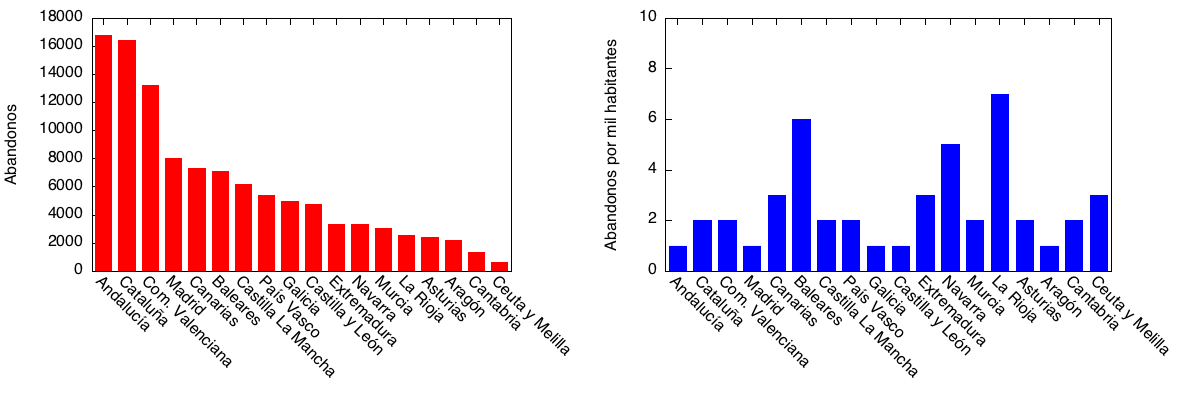 Abandonos
18000
16000
14000
12000
10000
8000
6000
4000
2000
0
Andalucía
Cataluña
Com. Valenciana
Madrid
Canarias
Baleares
Castilla La Mancha
País Vasco
Galicia
Castilla y León
Extremadura
Navarra
Murcia
La Rioja
Asturias
Aragón
Cantabria
Ceuta y Melilla
Abandonos por mil habitantes
10
8
6
4
2
0
Andalucía
Cataluña
Com. Valenciana
Madrid
Canarias
Baleares
Castilla La Mancha
País Vasco
Galicia
Castilla y León
Extremadura
Navarra
Murcia
La Rioja
Asturias
Aragón
Cantabria
Ceuta y Melilla